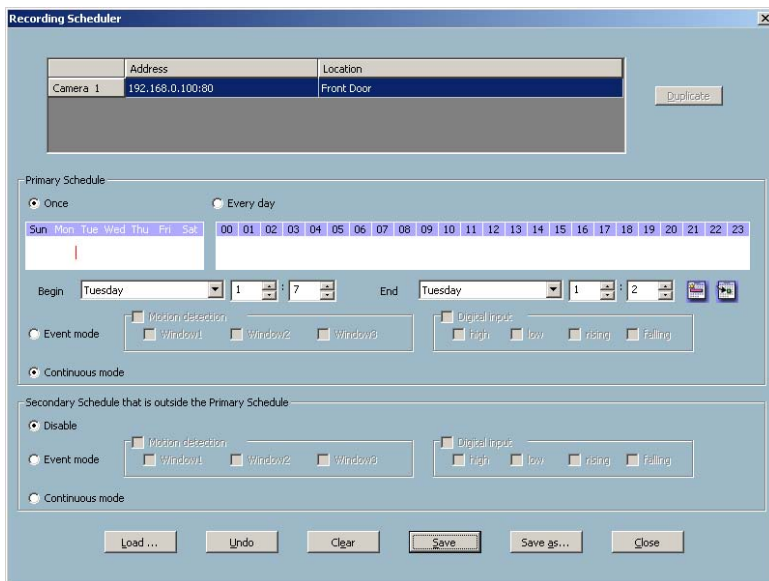 Recording Scheduler
Address Location
Camera 1 192.168.0.100:80 Front Door
Duplicate
Primary Schedule
Once Every day
Sun Mon Tue Wed Thu Fri Sat 00 01 02 03 04 05 06 07 08 09 10 11 12 13 14 15 16 17 18 19 20 21 22 23
Begin Tuesday 1 : 7 End Tuesday 1 : 2
Motion detection Digital input
Event mode Window1 Window2 Window3 high low rising falling
Continuous mode
Secondary Schedule that is outside the Primary Schedule
Disable
Motion detection Digital input
Event mode Window1 Window2 Window3 high low rising falling
Continuous mode
Load ... Undo Clear Save Save as... Close